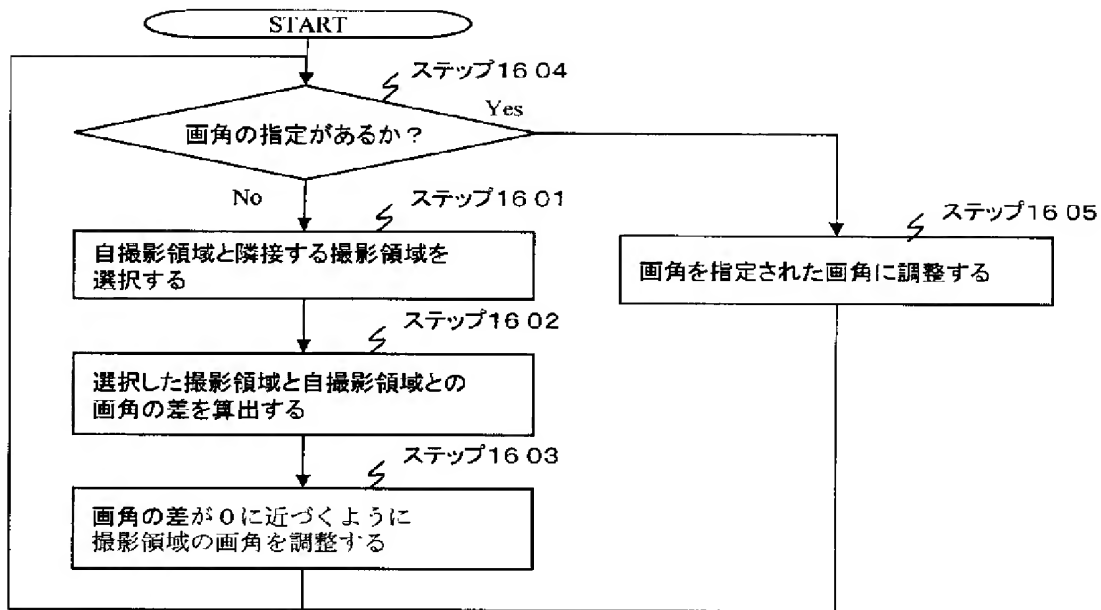 START
ステップ16 04
画角の指定があるか?
Yes
No
ステップ16 01
自撮影領域と隣接する撮影領域を
選択する
ステップ16 05
画角を指定された画角に調整する
ステップ16 02
選択した撮影領域と自撮影領域との
画角の差を算出する
ステップ16 03
画角の差が0に近づくように
撮影領域の画角を調整する